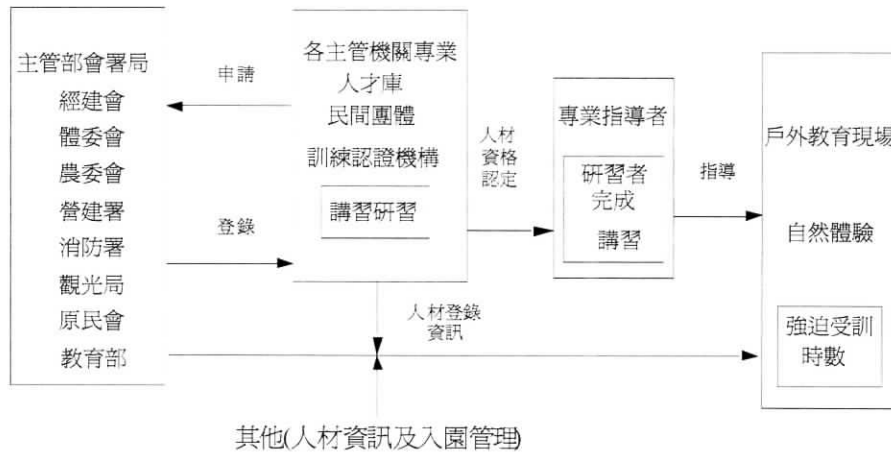 主管部會署局
經建會
體委會
農委會
營建署
消防署
觀光局
原民會
教育部
申請
登錄
各主管機關專業
人才庫
民間團體
訓練認證機構
講習研習
人材
資格
認定
專業指導者
研習者
完成
講習
指導
戶外教育現場
自然體驗
強迫受訓
時數
人材登錄
資訊
其他(人材資訊及入園管理)